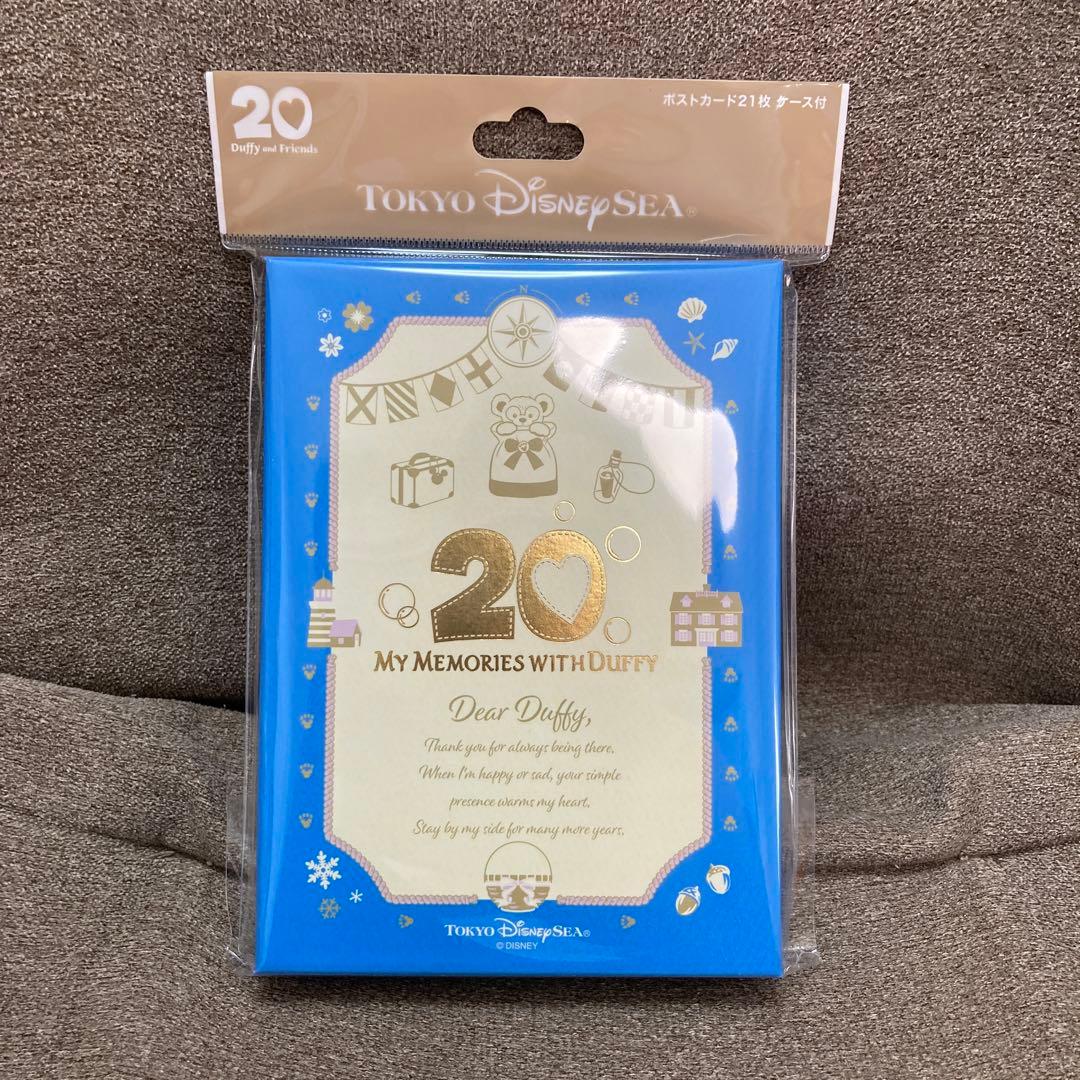 20
Duffy and Friends
ポストカード21枚 ケース付
TOKYO DISNEYSEA®
N
20
MY MEMORIES WITH DUFFY
Dear Duffy,
Thank you for always being there.
When I'm happy or sad, your simple
presence warms my heart.
Stay by my side for many more years.
TOKYO DISNEYSEA®
© DISNEY